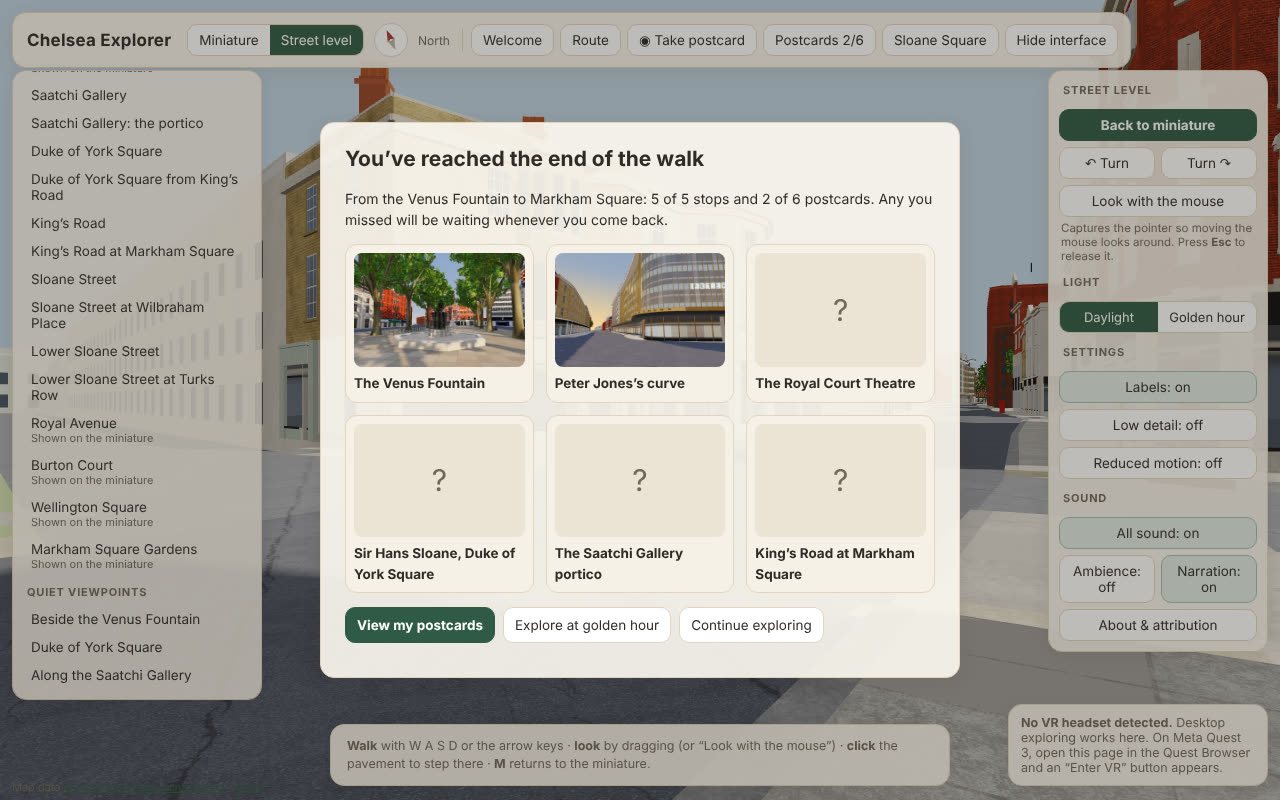 Chelsea Explorer
Miniature
Street level
North
Welcome
Route
◉ Take postcard
Postcards 2/6
Sloane Square
Hide interface
Shown on the miniature
Saatchi Gallery
Saatchi Gallery: the portico
Duke of York Square
Duke of York Square from King’s
Road
King’s Road
King’s Road at Markham Square
Sloane Street
Sloane Street at Wilbraham
Place
Lower Sloane Street
Lower Sloane Street at Turks
Row
Royal Avenue
Shown on the miniature
Burton Court
Shown on the miniature
Wellington Square
Shown on the miniature
Markham Square Gardens
Shown on the miniature
QUIET VIEWPOINTS
Beside the Venus Fountain
Duke of York Square
Along the Saatchi Gallery
You’ve reached the end of the walk
From the Venus Fountain to Markham Square: 5 of 5 stops and 2 of 6 postcards. Any you
missed will be waiting whenever you come back.
The Venus Fountain
Peter Jones’s curve
?
The Royal Court Theatre
?
Sir Hans Sloane, Duke of
York Square
?
The Saatchi Gallery
portico
?
King’s Road at Markham
Square
View my postcards
Explore at golden hour
Continue exploring
STREET LEVEL
Back to miniature
↶ Turn
Turn ↷
Look with the mouse
Captures the pointer so moving the
mouse looks around. Press Esc to
release it.
LIGHT
Daylight
Golden hour
SETTINGS
Labels: on
Low detail: off
Reduced motion: off
SOUND
All sound: on
Ambience:
off
Narration:
on
About & attribution
Walk with W A S D or the arrow keys · look by dragging (or “Look with the mouse”) · click the
pavement to step there · M returns to the miniature.
No VR headset detected. Desktop
exploring works here. On Meta Quest
3, open this page in the Quest Browser
and an “Enter VR” button appears.
Map data